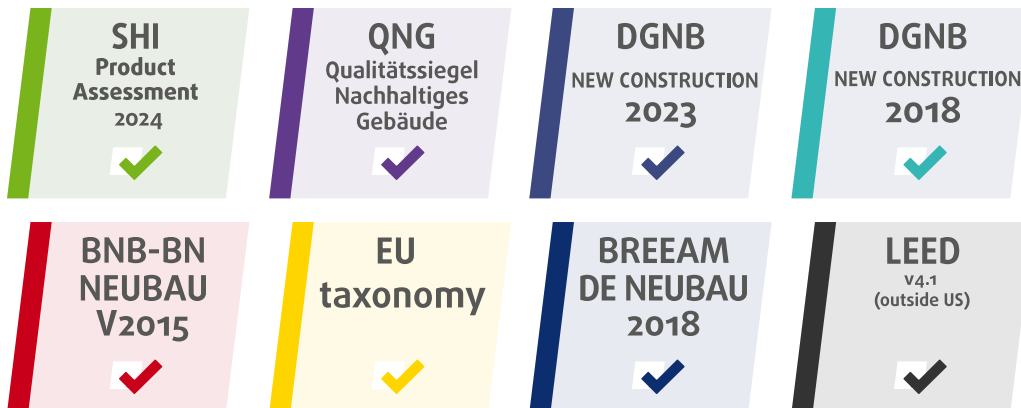 SHI
Product
Assessment
2024
QNG
Qualitätssiegel
Nachhaltiges
Gebäude
DGNB
NEW CONSTRUCTION
2023
DGNB
NEW CONSTRUCTION
2018
BNB-BN
NEUBAU
V2015
EU
taxonomy
BREEAM
DE NEUBAU
2018
LEED
v4.1
(outside US)